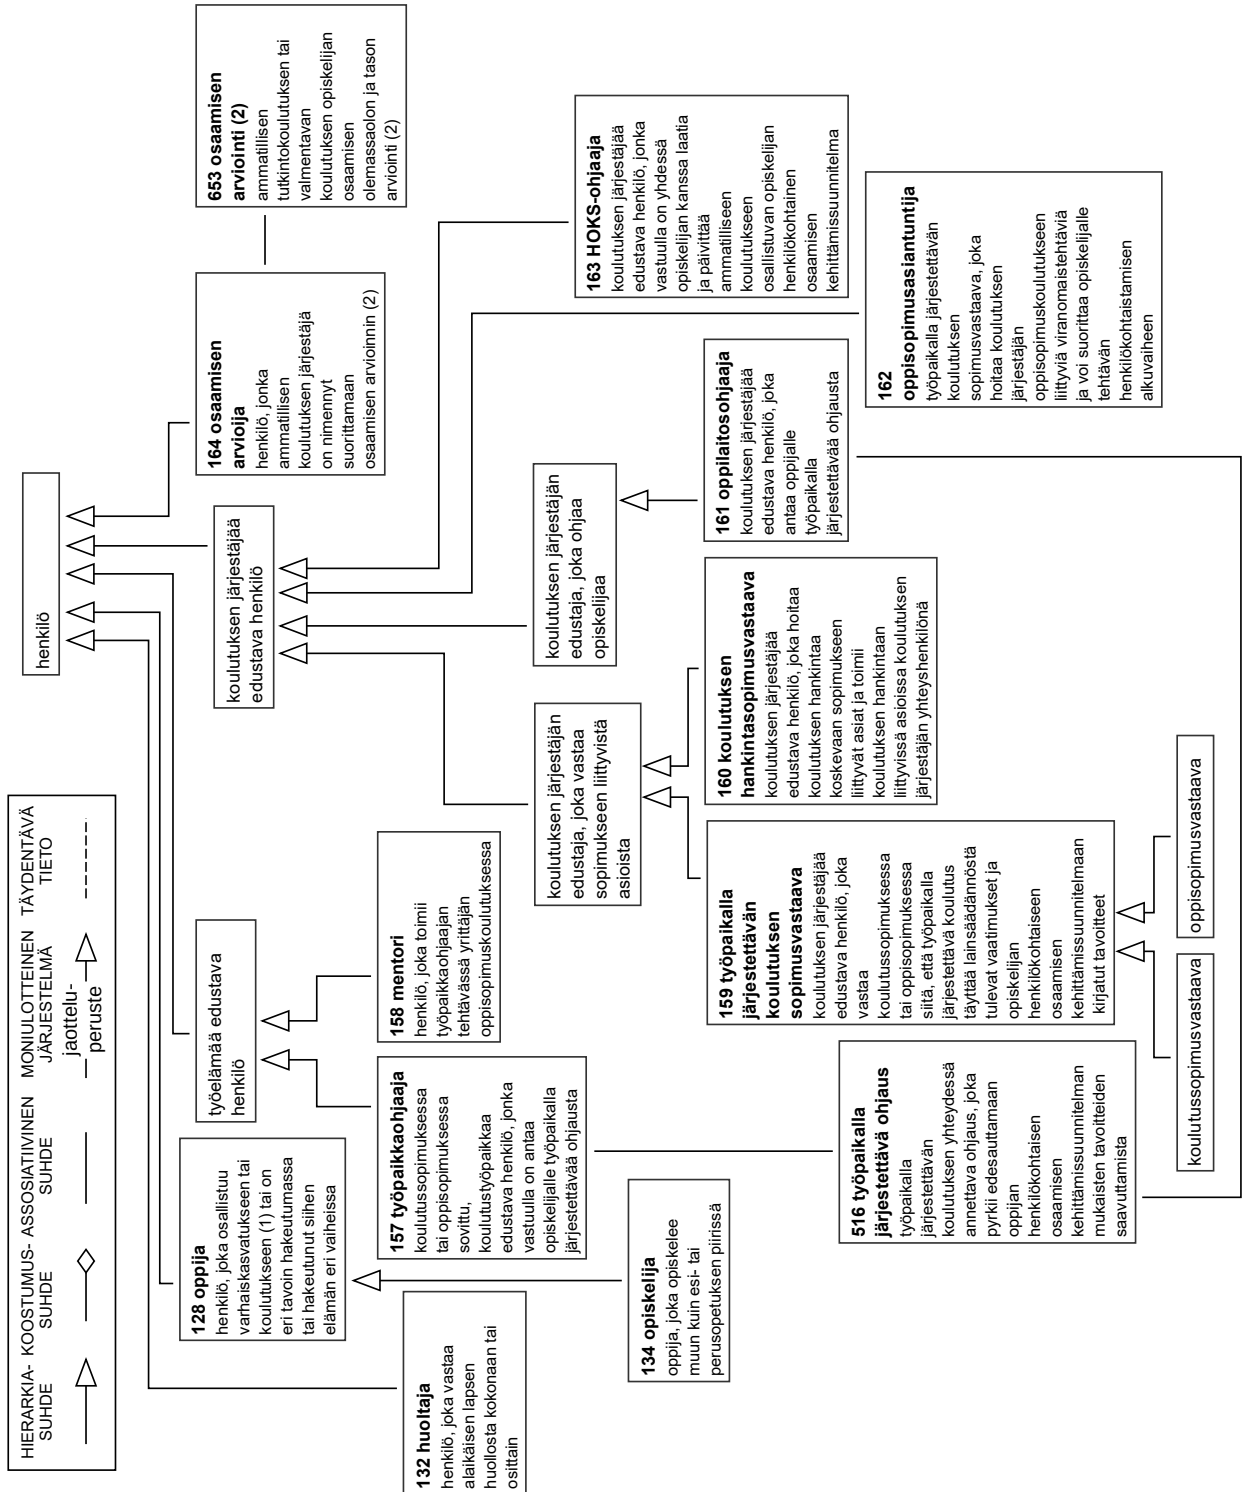 HIERARKIA-
SUHDE
KOOSTUMUS-
SUHDE
ASSOSIATIIVINEN
SUHDE
MONIULOTTEINEN
JÄRJESTELMÄ
jaottelu-
peruste
TÄYDENTÄVÄ
TIETO
henkilö
132 huoltaja
henkilö, joka vastaa
alaikäisen lapsen
huollosta kokonaan tai
osittain
128 oppija
henkilö, joka osallistuu
varhaiskasvatukseen tai
koulutukseen (1) tai on
eri tavoin hakeutumassa
tai hakeutunut siihen
elämän eri vaiheissa
134 opiskelija
oppija, joka opiskelee
muun kuin esi- tai
perusopetuksen piirissä
työelämää edustava
henkilö
157 työpaikkaohjaaja
koulutussopimuksessa
tai oppisopimuksessa
sovittu,
koulutustyöpaikkaa
edustava henkilö, jonka
vastuulla on antaa
opiskelijalle työpaikalla
järjestettävää ohjausta
158 mentori
henkilö, joka toimii
työpaikkaohjaajan
tehtävässä yrittäjän
oppisopimuskoulutuksessa
516 työpaikalla
järjestettävä ohjaus
työpaikalla
järjestettävän
koulutuksen yhteydessä
annettava ohjaus, joka
pyrkii edesauttamaan
oppijan
henkilökohtaisen
osaamisen
kehittämissuunnitelman
mukaisten tavoitteiden
saavuttamista
koulutuksen järjestäjää
edustava henkilö
koulutuksen järjestäjän
edustaja, joka vastaa
sopimukseen liittyvistä
asioista
159 työpaikalla
järjestettävän
koulutuksen
sopimusvastaava
koulutuksen järjestäjää
edustava henkilö, joka
vastaa
koulutussopimuksessa
tai oppisopimuksessa
siitä, että työpaikalla
järjestettävä koulutus
täyttää lainsäädännöstä
tulevat vaatimukset ja
opiskelijan
henkilökohtaiseen
osaamisen
kehittämissuunnitelmaan
kirjatut tavoitteet
koulutussopimusvastaava
oppisopimusvastaava
160 koulutuksen
hankintasopimusvastaava
koulutuksen järjestäjää
edustava henkilö, joka hoitaa
koulutuksen hankintaa
koskevaan sopimukseen
liittyvät asiat ja toimii
koulutuksen hankintaan
liittyvissä asioissa koulutuksen
järjestäjän yhteyshenkilönä
koulutuksen järjestäjän
edustaja, joka ohjaa
opiskelijaa
161 oppilaitosohjaaja
koulutuksen järjestäjää
edustava henkilö, joka
antaa oppijalle
työpaikalla
järjestettävää ohjausta
162
oppisopimusasiantuntija
työpaikalla järjestettävän
koulutuksen
sopimusvastaava, joka
hoitaa koulutuksen
järjestäjän
oppisopimuskoulutukseen
liittyviä viranomaistehtäviä
ja voi suorittaa opiskelijalle
tehtävän
henkilökohtaistamisen
alkuvaiheen
163 HOKS-ohjaaja
koulutuksen järjestäjää
edustava henkilö, jonka
vastuulla on yhdessä
opiskelijan kanssa laatia
ja päivittää
ammatilliseen
koulutukseen
osallistuvan opiskelijan
henkilökohtainen
osaamisen
kehittämissuunnitelma
164 osaamisen
arvioija
henkilö, jonka
ammatillisen
koulutuksen järjestäjä
on nimennyt
suorittamaan
osaamisen arvioinnin (2)
653 osaamisen
arviointi (2)
ammatillisen
tutkintokoulutuksen tai
valmentavan
koulutuksen opiskelijan
osaamisen
olemassaolon ja tason
arviointi (2)